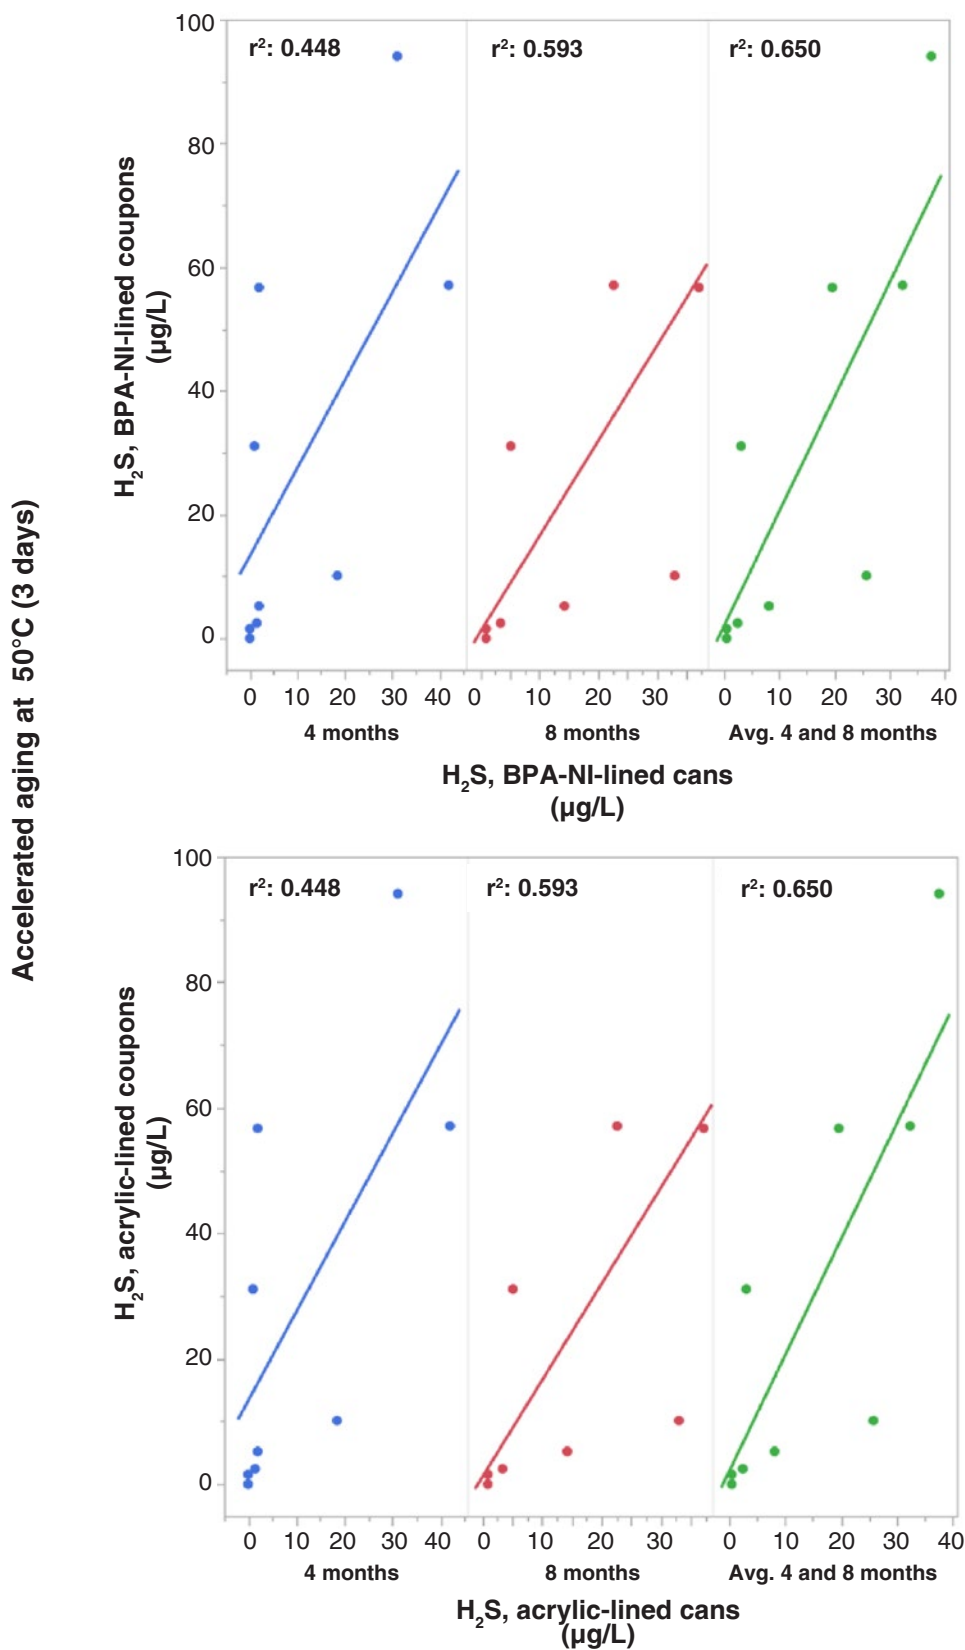 Accelerated aging at 50°C (3 days)
H₂S, BPA-NI-lined coupons
(µg/L)
100
80
60
40
20
0
r²: 0.448
r²: 0.593
r²: 0.650
0 10 20 30 40 0 10 20 30 0 10 20 30 40
4 months
8 months
Avg. 4 and 8 months
H₂S, BPA-NI-lined cans
(µg/L)
H₂S, acrylic-lined coupons
(µg/L)
100
80
60
40
20
0
r²: 0.448
r²: 0.593
r²: 0.650
0 10 20 30 40 0 10 20 30 0 10 20 30 40
4 months
8 months
Avg. 4 and 8 months
H₂S, acrylic-lined cans
(µg/L)